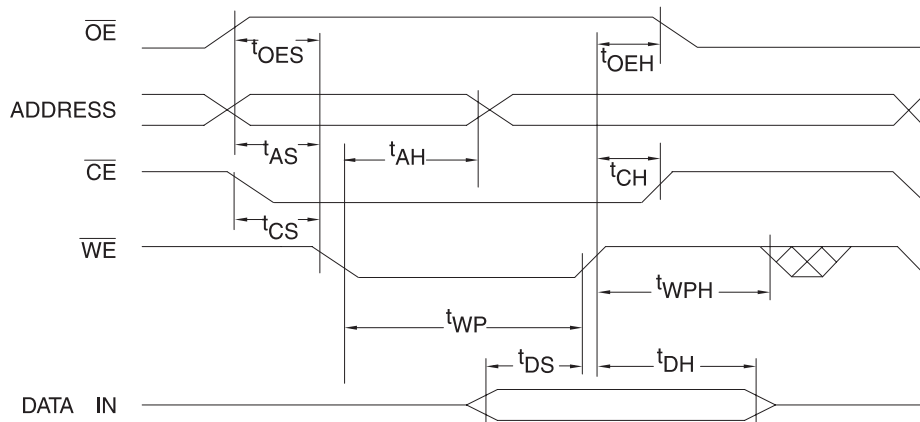 OE
tOES
tOEH
ADDRESS
tAS
tAH
tCH
CE
tCS
WE
tWPH
tWP
tDS
tDH
DATA IN